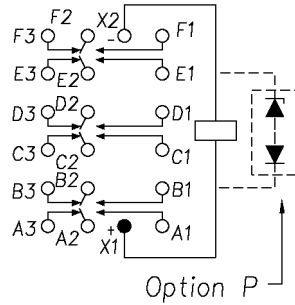 F3 F2 X2 F1
-
E3 E2 E1
D3 D2 D1
C3 C2 C1
B3 B2 B1
+
A3 A2 X1 A1
Option P